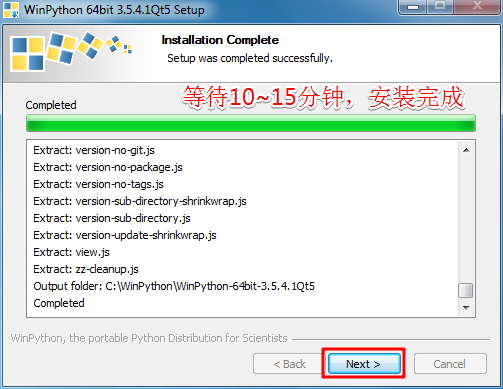 WinPython 64bit 3.5.4.1Qt5 Setup
Installation Complete
Setup was completed successfully.
等待10~15分钟，安装完成
Completed
Extract: version-no-git.js
Extract: version-no-package.js
Extract: version-no-tags.js
Extract: version-sub-directory-shrinkwrap.js
Extract: version-sub-directory.js
Extract: version-update-shrinkwrap.js
Extract: view.js
Extract: zz-cleanup.js
Output folder: C:\WinPython\WinPython-64bit-3.5.4.1Qt5
Completed
WinPython, the portable Python Distribution for Scientists
< Back Next > Cancel